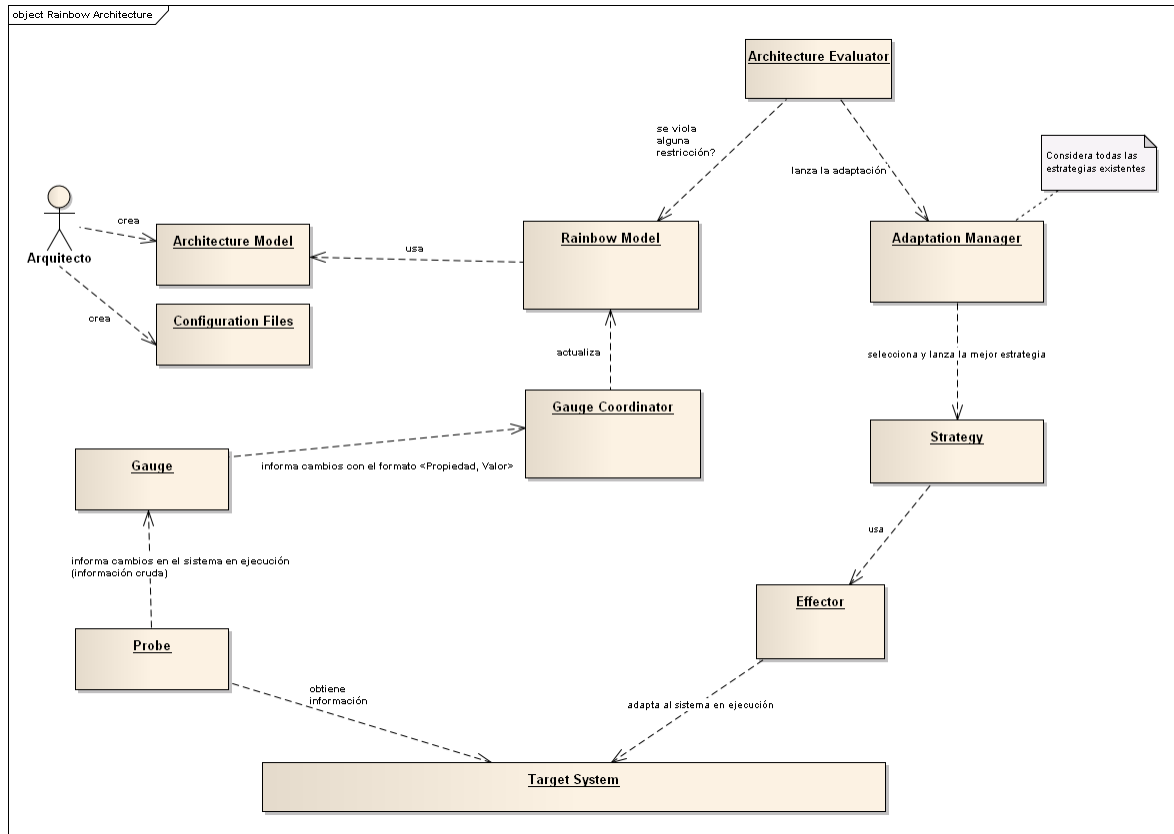 object Rainbow Architecture
Architecture Evaluator
se viola
alguna
restricción?
lanza la adaptación
Considera todas las
estrategias existentes
Arquitecto
crea
Architecture Model
usa
Rainbow Model
Adaptation Manager
crea
Configuration Files
actualiza
selecciona y lanza la mejor estrategia
Gauge Coordinator
Strategy
Gauge
informa cambios con el formato <Propiedad, Valor>
usa
informa cambios en el sistema en ejecución
(información cruda)
Effector
Probe
obtiene
información
adapta al sistema en ejecución
Target System